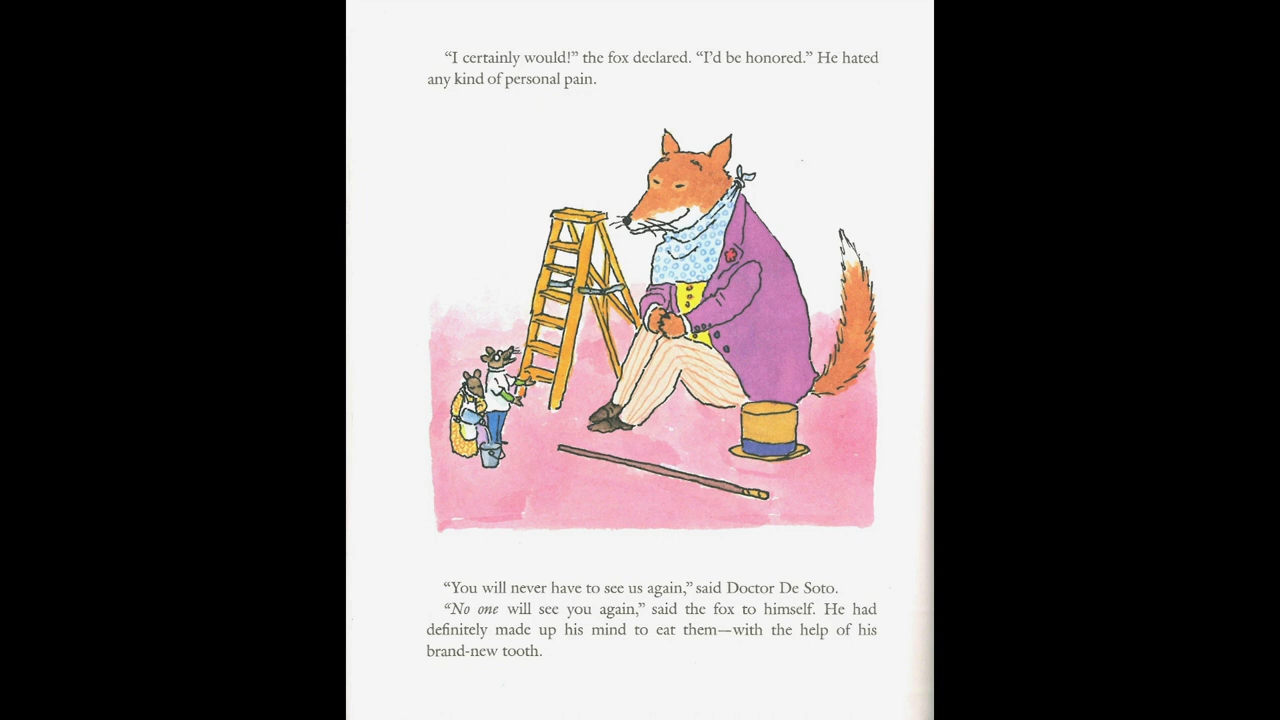 “I certainly would!” the fox declared. “I’d be honored.” He hated
any kind of personal pain.
“You will never have to see us again,” said Doctor De Soto.
“No one will see you again,” said the fox to himself. He had
definitely made up his mind to eat them—with the help of his
brand-new tooth.